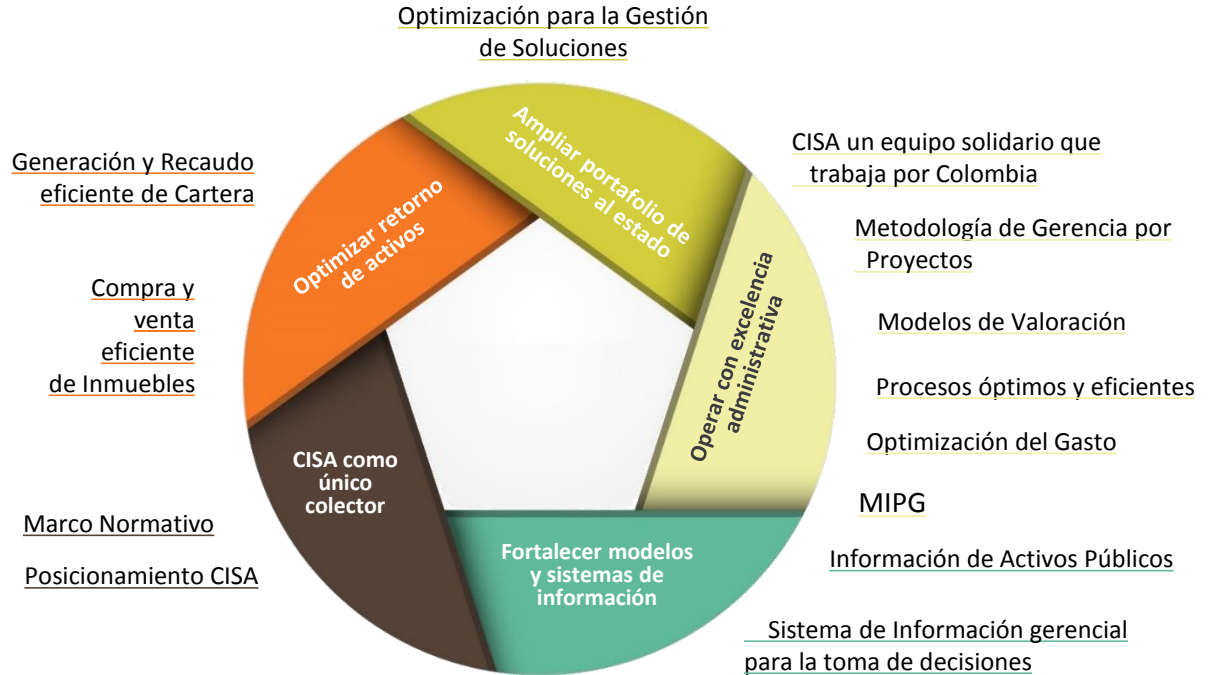 Optimización para la Gestión
de Soluciones
Ampliar portafolio de
soluciones al estado
CISA un equipo solidario que
trabaja por Colombia
Metodología de Gerencia por
Proyectos
Modelos de Valoración
Procesos óptimos y eficientes
Optimización del Gasto
MIPG
Operar con excelencia
administrativa
Información de Activos Públicos
Sistema de Información gerencial
para la toma de decisiones
Fortalecer modelos
y sistemas de
información
CISA como
único
colector
Marco Normativo
Posicionamiento CISA
Optimizar retorno
de activos
Generación y Recaudo
eficiente de Cartera
Compra y
venta
eficiente
de Inmuebles